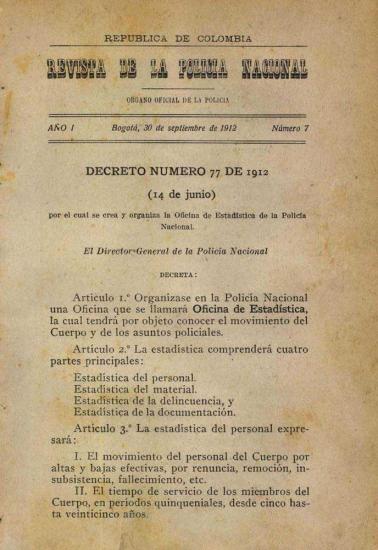 REPUBLICA DE COLOMBIA
REVISTA DE LA POLICIA NACIONAL
ORGANO OFICIAL DE LA POLICIA
AÑO I Bogotá, 30 de septiembre de 1912 Número 7
DECRETO NUMERO 77 DE 1912
(14 de junio)
por el cual se crea y organiza la Oficina de Estadística de la Policía
Nacional.
El Director General de la Policía Nacional
DECRETA:
Artículo 1.º Organízase en la Policía Nacional
una Oficina que se llamará Oficina de Estadística,
la cual tendrá por objeto conocer el movimiento del
Cuerpo y de los asuntos policiales.
Artículo 2.º La estadística comprenderá cuatro
partes principales:
Estadística del personal.
Estadística del material.
Estadística de la delincuencia, y
Estadística de la documentación.
Artículo 3.º La estadística del personal expre-
sará:
I. El movimiento del personal del Cuerpo por
altas y bajas efectivas, por renuncia, remoción, in-
subsistencia, fallecimiento, etc.
II. El tiempo de servicio de los miembros del
Cuerpo, en períodos quinqueniales, desde cinco has-
ta veinticinco años.